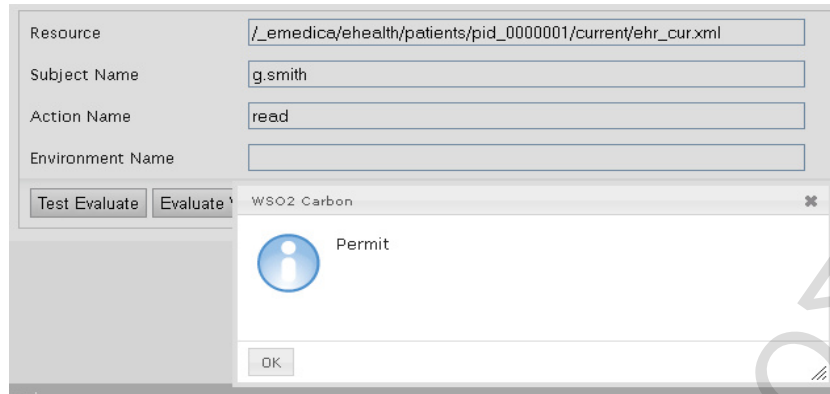 Resource /_emedica/ehealth/patients/pid_0000001/current/ehr_cur.xml
Subject Name g.smith
Action Name read
Environment Name
Test Evaluate Evaluate
WSO2 Carbon
Permit
OK